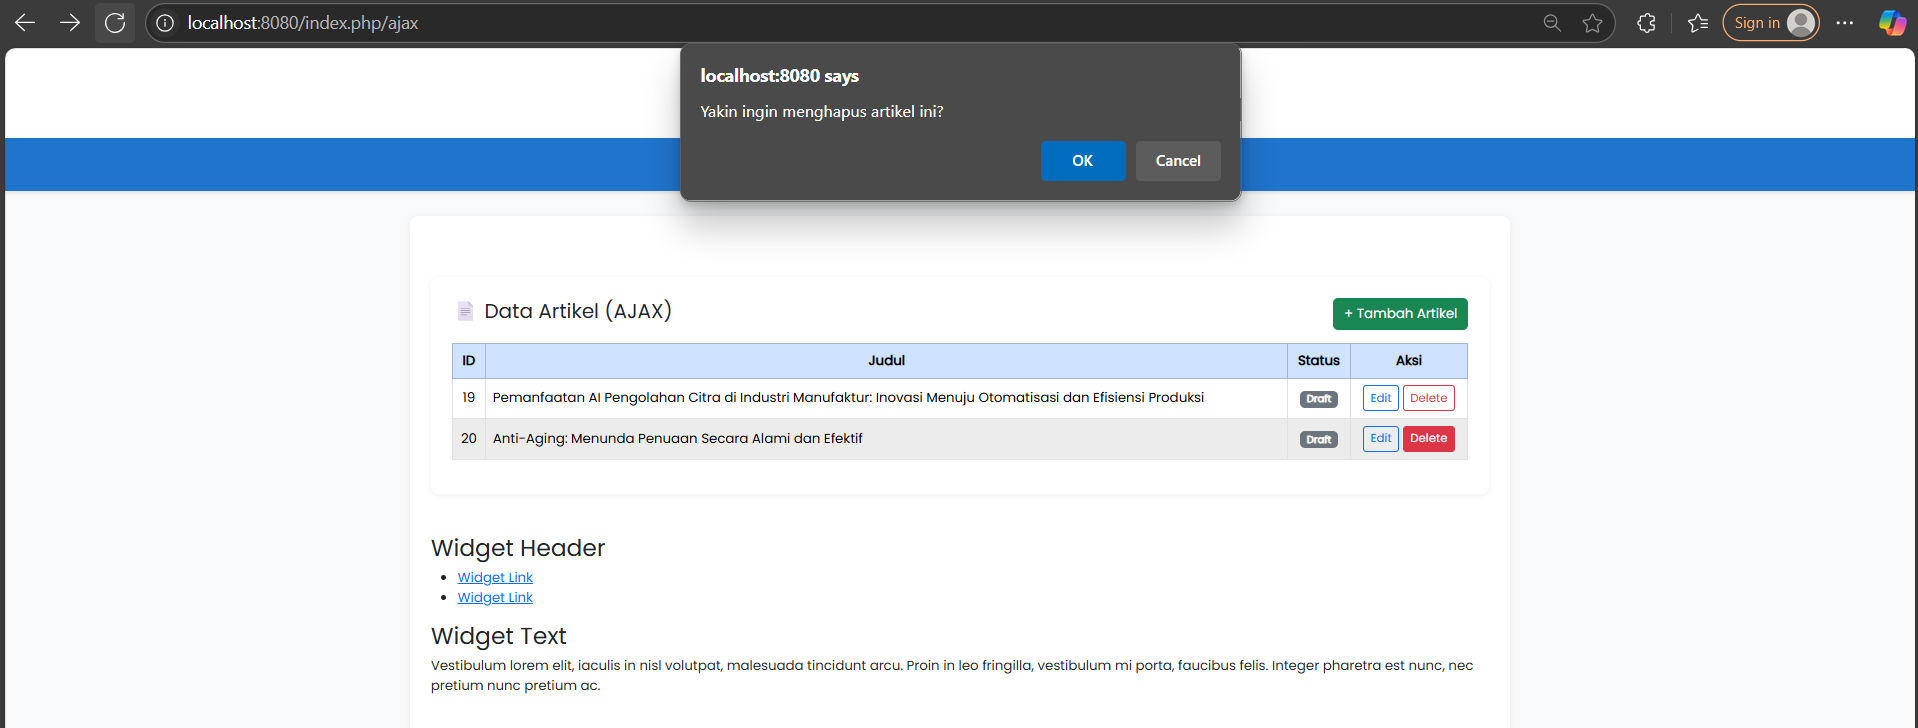 localhost:8080/index.php/ajax
Sign in
localhost:8080 says
Yakin ingin menghapus artikel ini?
OK Cancel
Data Artikel (AJAX)
+ Tambah Artikel
ID Judul Status Aksi
19 Pemanfaatan AI Pengolahan Citra di Industri Manufaktur: Inovasi Menuju Otomatisasi dan Efisiensi Produksi Draft Edit Delete
20 Anti-Aging: Menunda Penuaan Secara Alami dan Efektif Draft Edit Delete
Widget Header
Widget Link
Widget Link
Widget Text
Vestibulum lorem elit, iaculis in nisl volutpat, malesuada tincidunt arcu. Proin in leo fringilla, vestibulum mi porta, faucibus felis. Integer pharetra est nunc, nec
pretium nunc pretium ac.